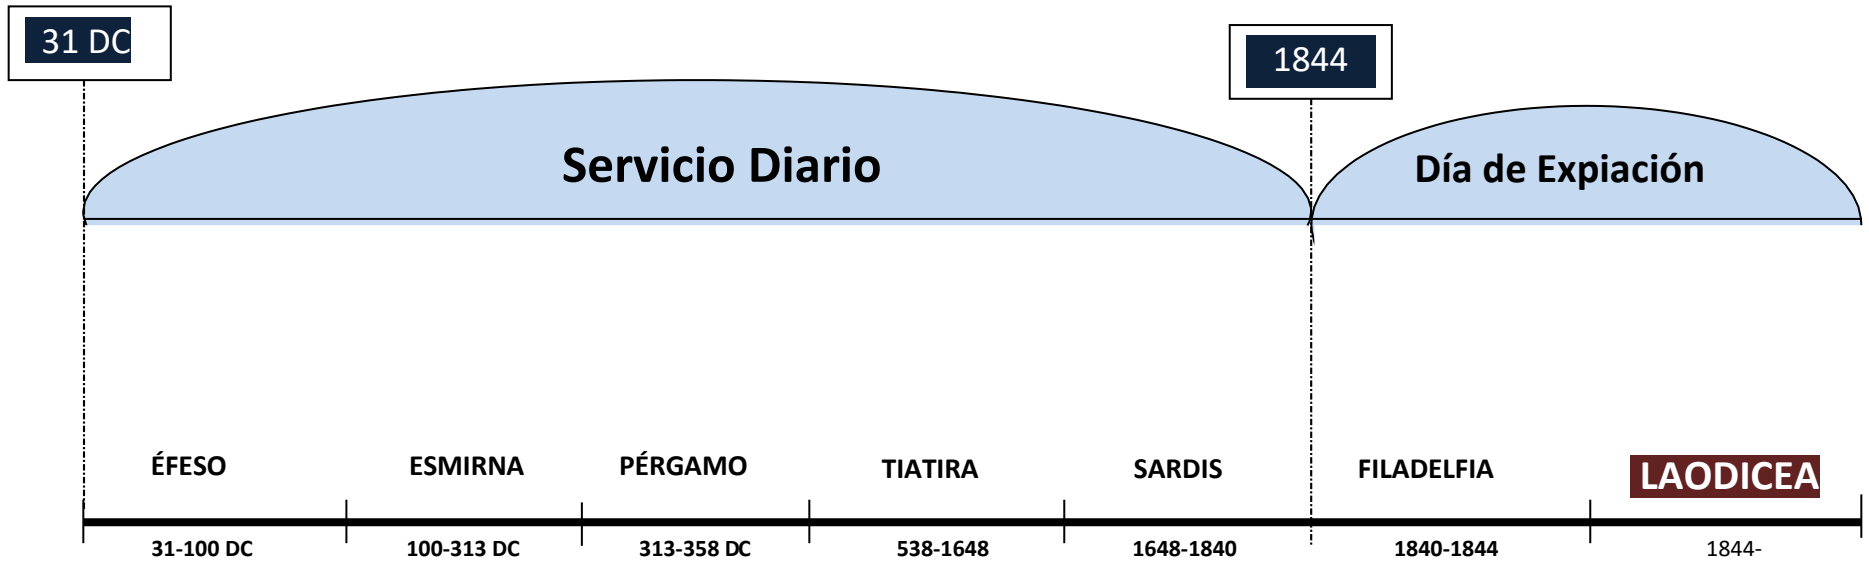 31 DC
1844
Servicio Diario
Día de Expiación
ÉFESO
ESMIRNA
PÉRGAMO
TIATIRA
SARDIS
FILADELFIA
LAODICEA
31-100 DC
100-313 DC
313-358 DC
538-1648
1648-1840
1840-1844
1844-